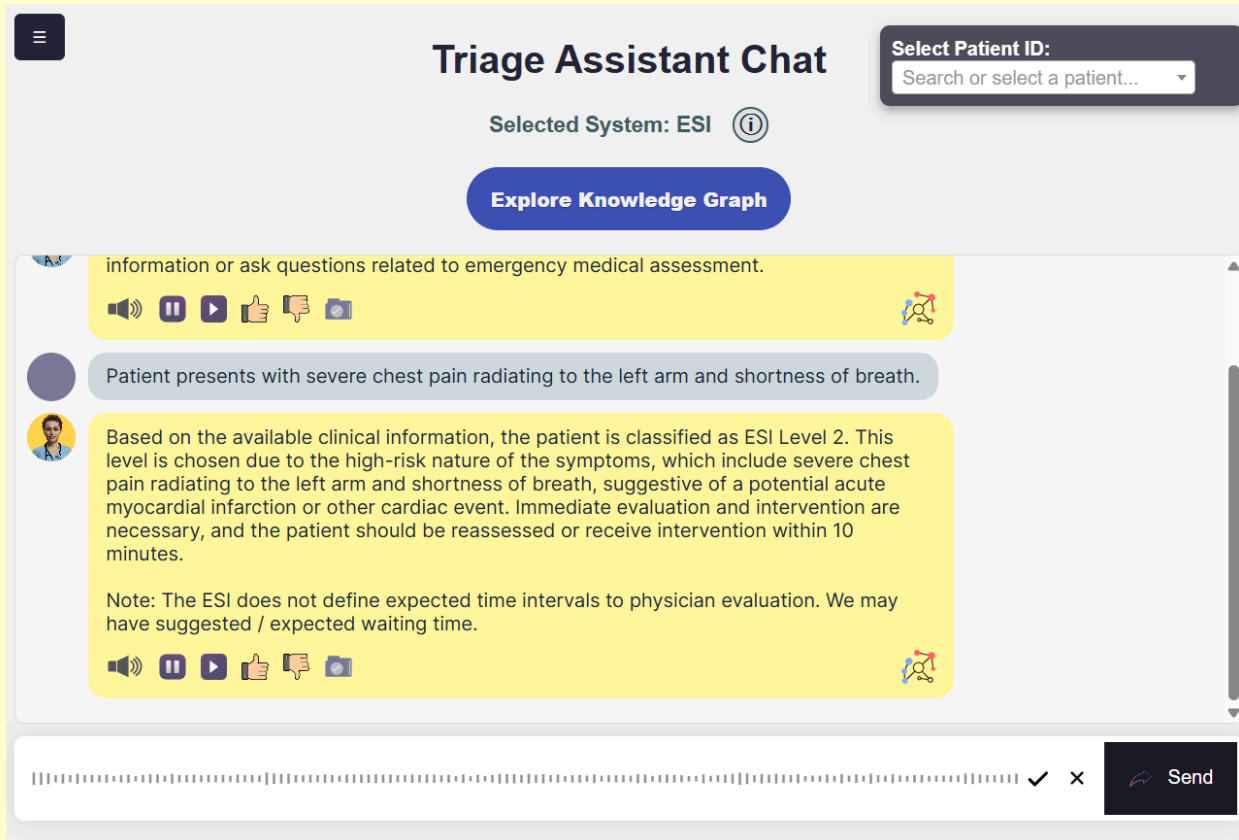 ☰
Triage Assistant Chat
Select Patient ID:
Search or select a patient...
Selected System: ESI
Explore Knowledge Graph
information or ask questions related to emergency medical assessment.
Patient presents with severe chest pain radiating to the left arm and shortness of breath.
Based on the available clinical information, the patient is classified as ESI Level 2. This
level is chosen due to the high-risk nature of the symptoms, which include severe chest
pain radiating to the left arm and shortness of breath, suggestive of a potential acute
myocardial infarction or other cardiac event. Immediate evaluation and intervention are
necessary, and the patient should be reassessed or receive intervention within 10
minutes.
Note: The ESI does not define expected time intervals to physician evaluation. We may
have suggested / expected waiting time.
Send